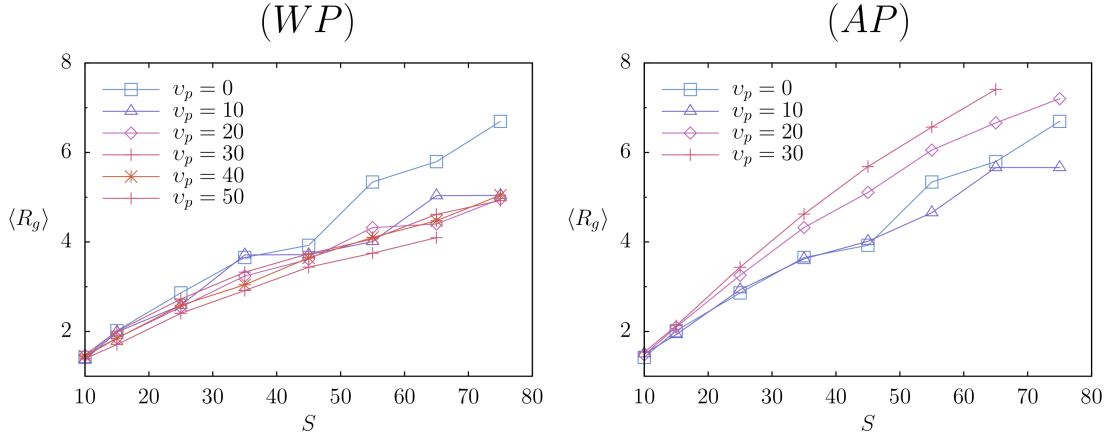 (WP)
8
6
4
2
⟨R_g⟩
υ_p = 0
υ_p = 10
υ_p = 20
υ_p = 30
υ_p = 40
υ_p = 50
10 20 30 40 50 60 70 80
S
(AP)
8
6
4
2
⟨R_g⟩
υ_p = 0
υ_p = 10
υ_p = 20
υ_p = 30
10 20 30 40 50 60 70 80
S